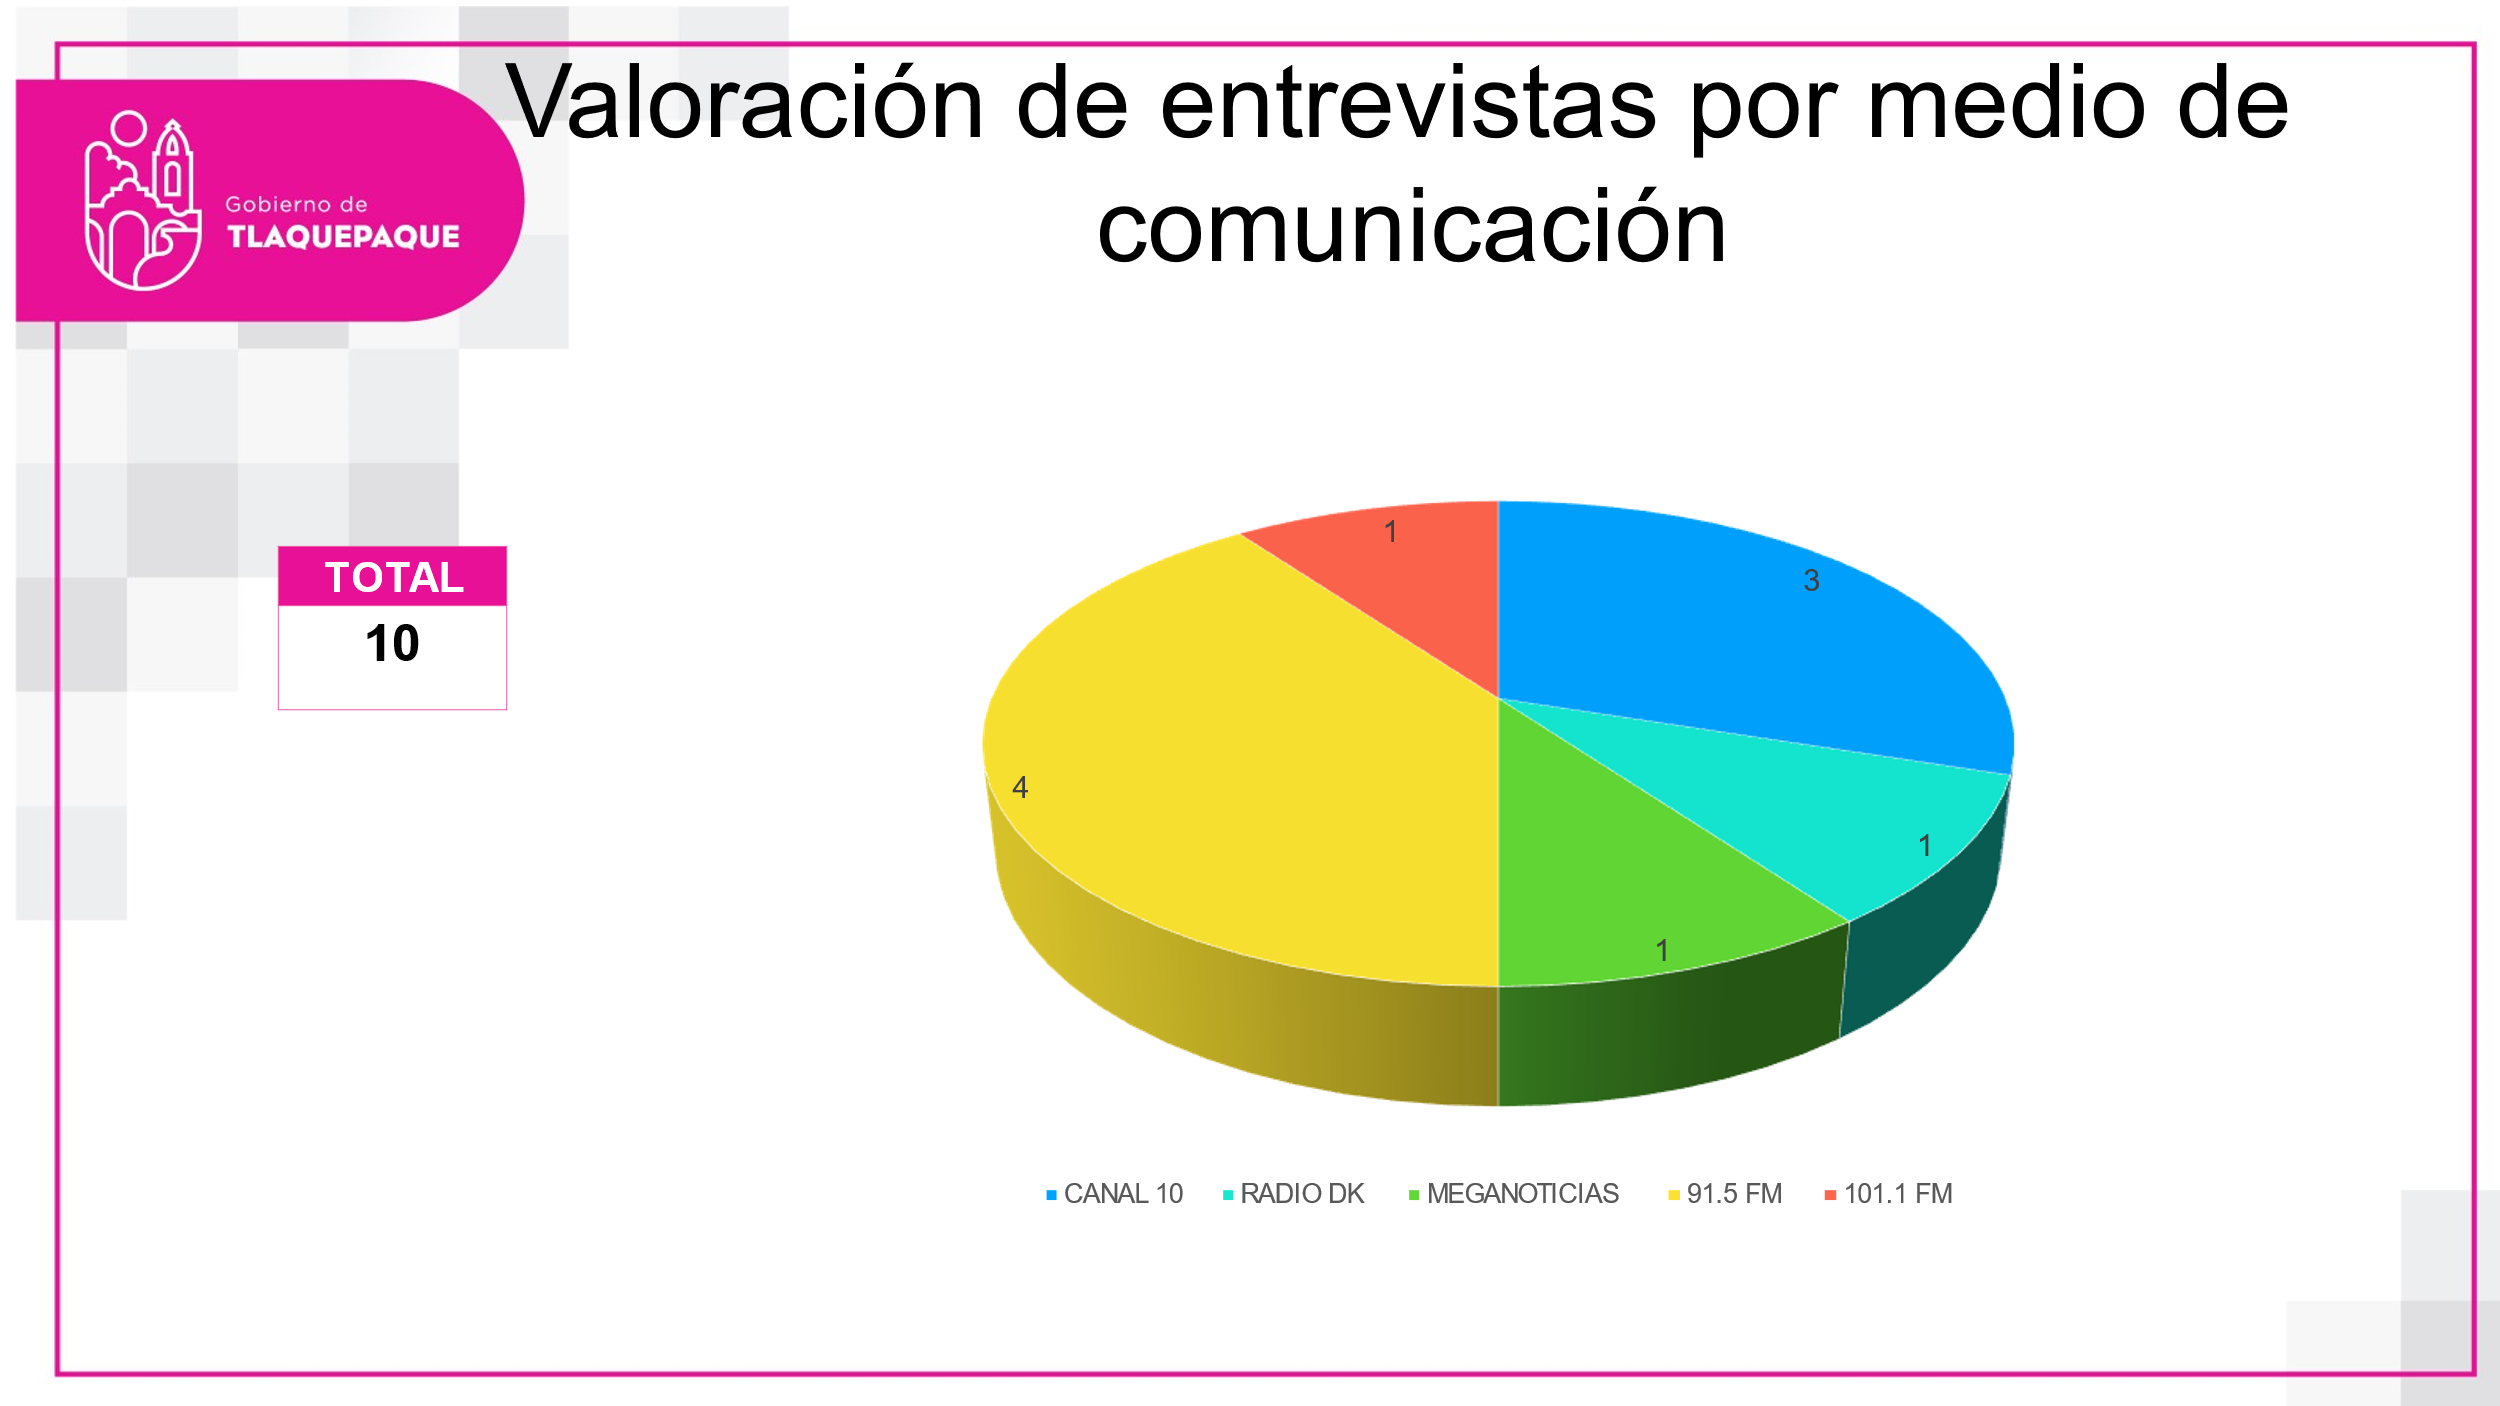 Valoración de entrevistas por medio de
comunicación
Gobierno de
TLAQUEPAQUE
TOTAL
10
1
3
4
1
1
CANAL 10 RADIO DK MEGANOTICIAS 91.5 FM 101.1 FM